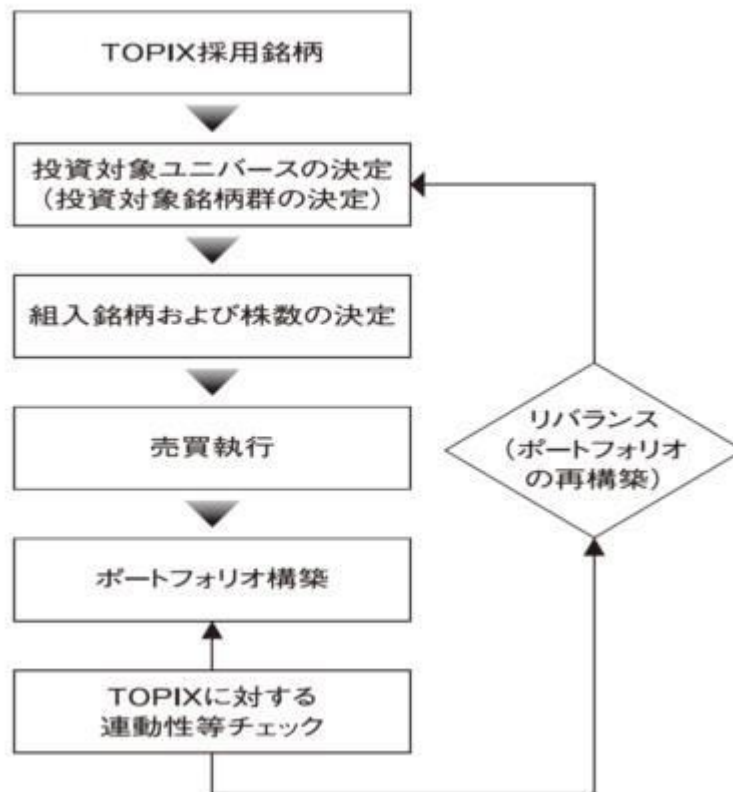 TOPIX採用銘柄
投資対象ユニバースの決定
（投資対象銘柄群の決定）
組入銘柄および株数の決定
売買執行
ポートフォリオ構築
TOPIXに対する
連動性等チェック
リバランス
（ポートフォリオ
の再構築）